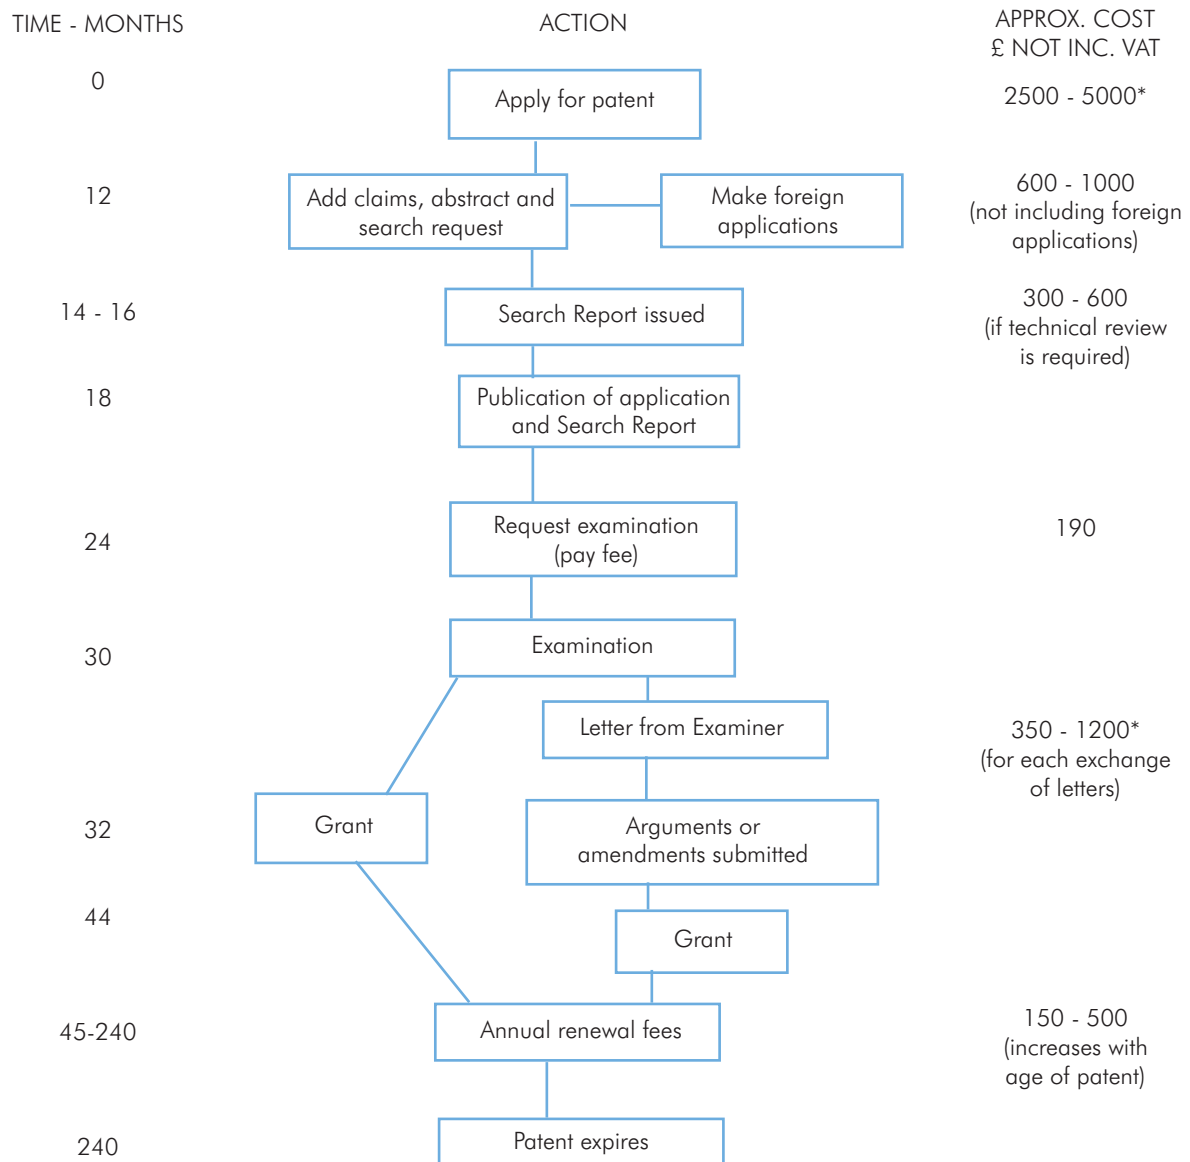 TIME - MONTHS
ACTION
APPROX. COST
£ NOT INC. VAT
0
Apply for patent
2500 - 5000*
12
Add claims, abstract and
search request
Make foreign
applications
600 - 1000
(not including foreign
applications)
14 - 16
Search Report issued
300 - 600
(if technical review
is required)
18
Publication of application
and Search Report
24
Request examination
(pay fee)
190
30
Examination
Letter from Examiner
350 - 1200*
(for each exchange
of letters)
32
Grant
Arguments or
amendments submitted
44
Grant
45-240
Annual renewal fees
150 - 500
(increases with
age of patent)
240
Patent expires